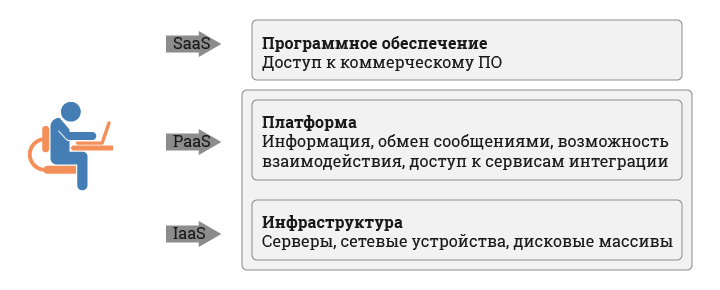 SaaS
Программное обеспечение
Доступ к коммерческому ПО
PaaS
Платформа
Информация, обмен сообщениями, возможность
взаимодействия, доступ к сервисам интеграции
IaaS
Инфраструктура
Серверы, сетевые устройства, дисковые массивы